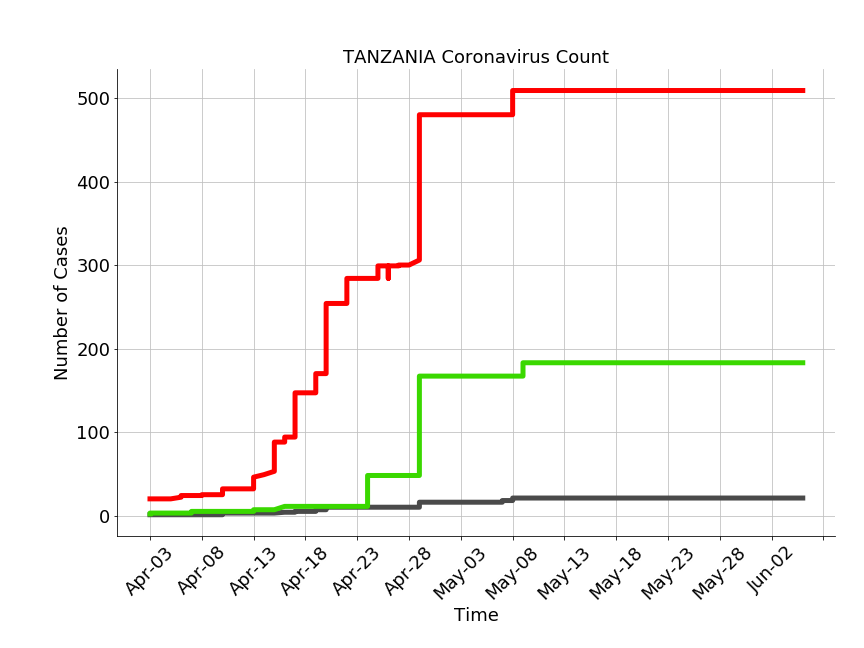 TANZANIA Coronavirus Count
Number of Cases
500
400
300
200
100
0
Apr-03
Apr-08
Apr-13
Apr-18
Apr-23
Apr-28
May-03
May-08
May-13
May-18
May-23
May-28
Jun-02
Time